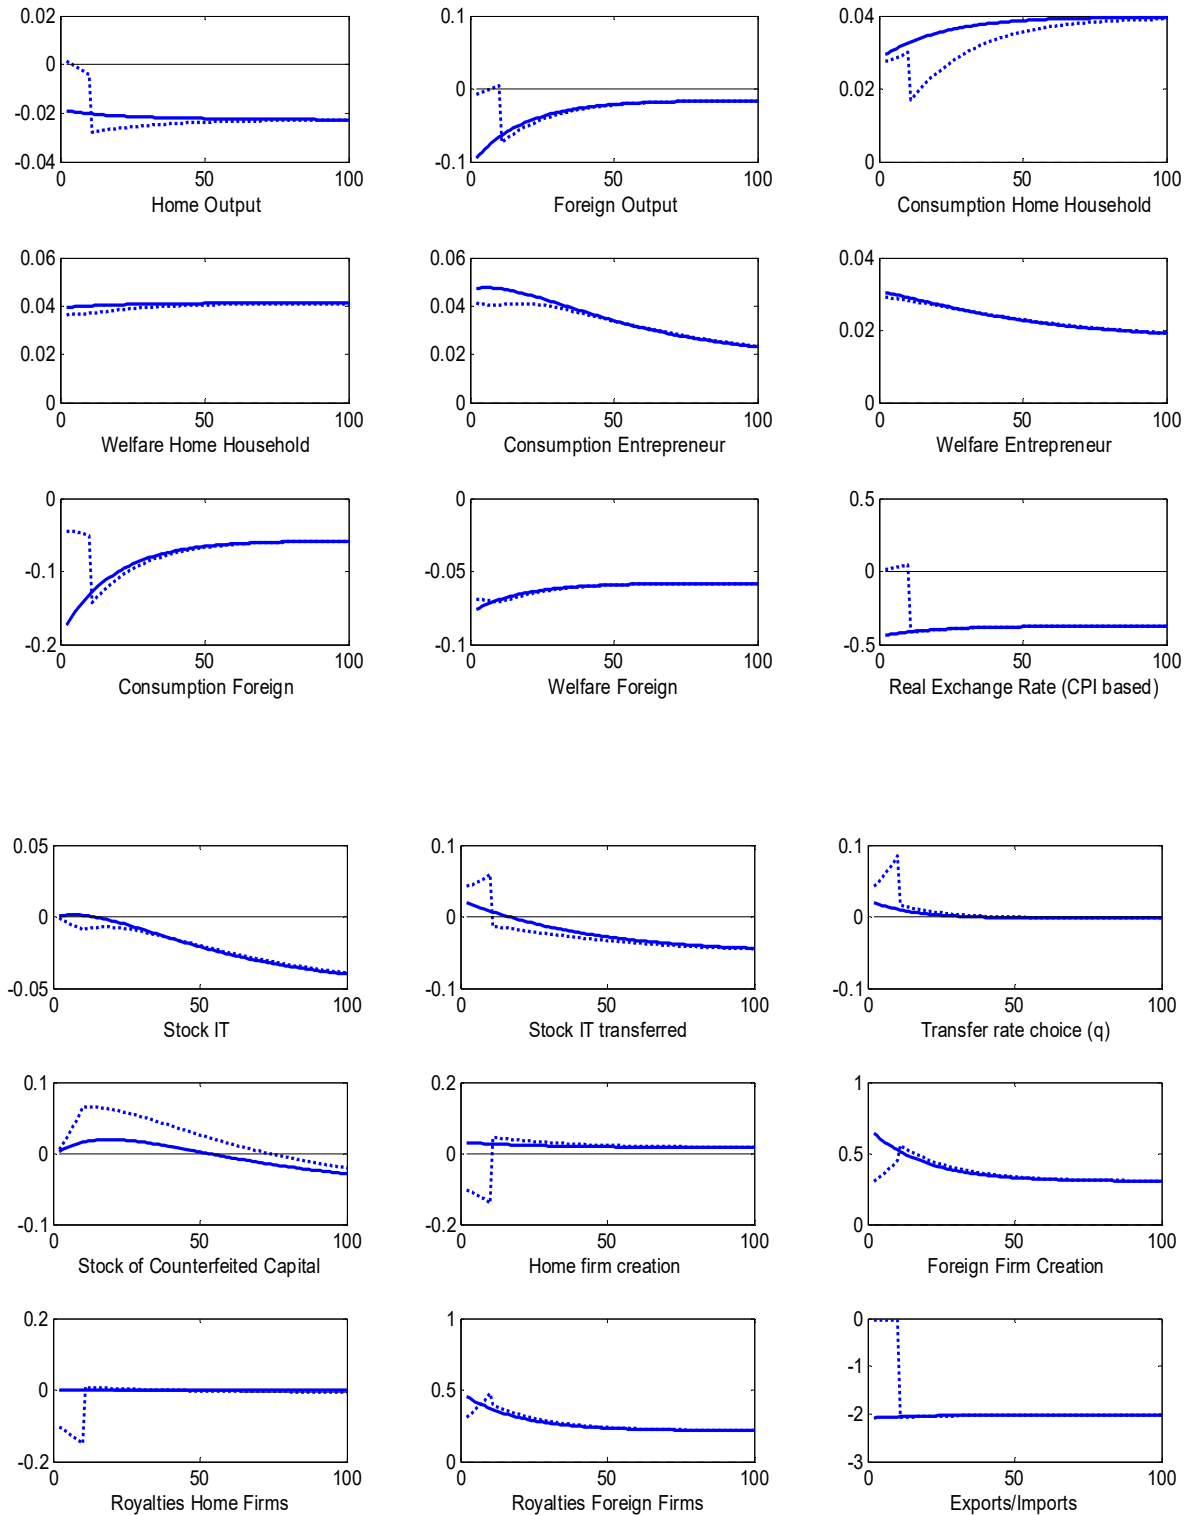 0.02 0.1 0.04
0
-0.02 0 0.02
-0.04 -0.1 0
0 50 100 0 50 100 0 50 100
Home Output Foreign Output Consumption Home Household
0.06 0.06 0.04
0.04 0.04
0.02
0.02 0.02
0 0 0
0 50 100 0 50 100 0 50 100
Welfare Home Household Consumption Entrepreneur Welfare Entrepreneur
0 0 0.5
-0.1 -0.05 0
-0.2 -0.1 -0.5
0 50 100 0 50 100 0 50 100
Consumption Foreign Welfare Foreign Real Exchange Rate (CPI based)
0.05 0.1 0.1
0 0 0
-0.05 -0.1 -0.1
0 50 100 0 50 100 0 50 100
Stock IT Stock IT transferred Transfer rate choice (q)
0.1 0.2 1
0 0 0.5
-0.1 -0.2 0
0 50 100 0 50 100 0 50 100
Stock of Counterfeited Capital Home firm creation Foreign Firm Creation
0.2 1 0
-1
0 0.5
-2
-0.2 0 -3
0 50 100 0 50 100 0 50 100
Royalties Home Firms Royalties Foreign Firms Exports/Imports